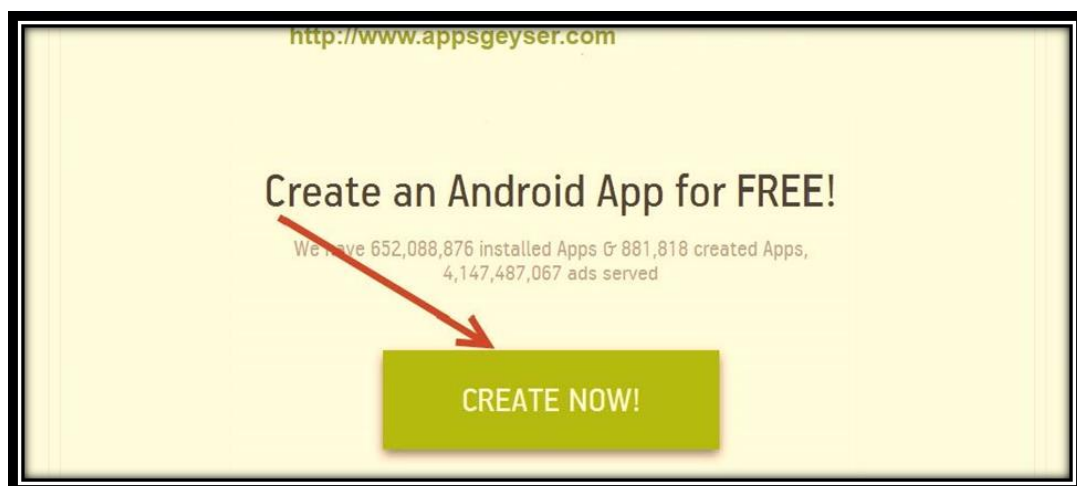 http://www.appsgeyser.com
Create an Android App for FREE!
We have 652,088,876 installed Apps & 881,818 created Apps,
4,147,487,067 ads served
CREATE NOW!